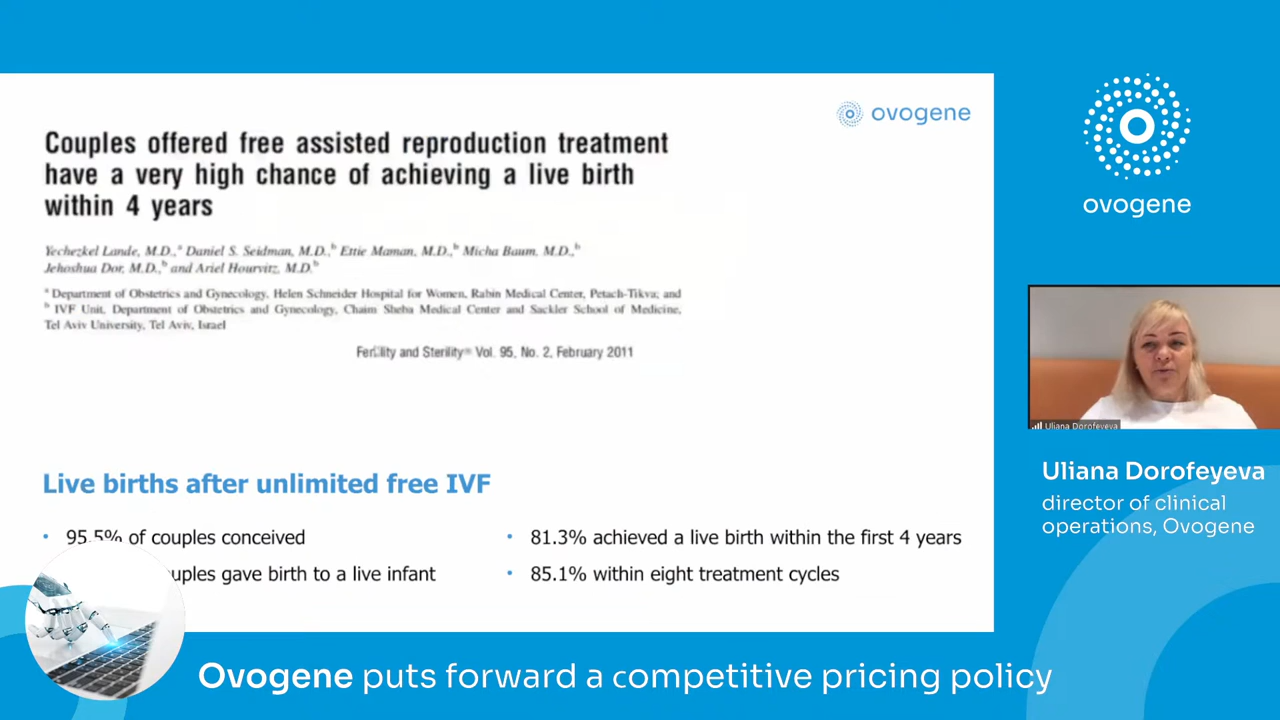 ovogene
Couples offered free assisted reproduction treatment
have a very high chance of achieving a live birth
within 4 years
Yechezkel Lande, M.D.,a Daniel S. Seidman, M.D.,b Ettie Maman, M.D.,b Micha Baum, M.D.,b
Jehoshua Dor, M.D.,b and Ariel Hourvitz, M.D.b
a Department of Obstetrics and Gynecology, Helen Schneider Hospital for Women, Rabin Medical Center, Petach-Tikva; and
b IVF Unit, Department of Obstetrics and Gynecology, Chaim Sheba Medical Center and Sackler School of Medicine,
Tel Aviv University, Tel Aviv, Israel
Fertility and Sterility® Vol. 95, No. 2, February 2011
Live births after unlimited free IVF
• 95.5% of couples conceived
couples gave birth to a live infant
• 81.3% achieved a live birth within the first 4 years
• 85.1% within eight treatment cycles
ovogene
Uliana Dorofeyeva
Uliana Dorofeyeva
director of clinical
operations, Ovogene
Ovogene puts forward a competitive pricing policy